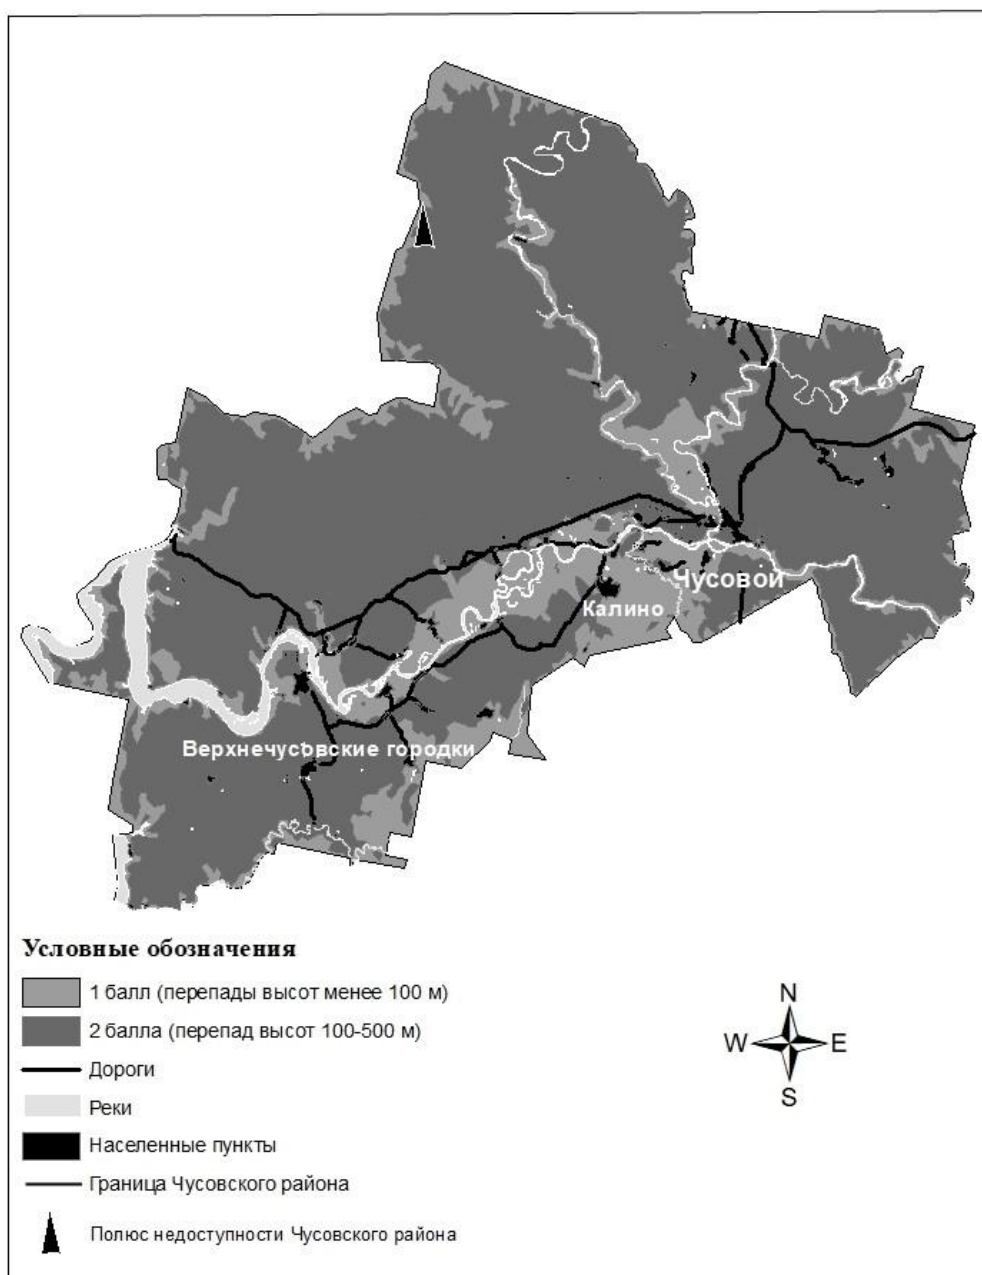 Чусовой
Калино
Верхнечусовские городки
Условные обозначения
1 балл (перепады высот менее 100 м)
2 балла (перепад высот 100-500 м)
Дороги
Реки
Населенные пункты
Граница Чусовского района
Полюс недоступности Чусовского района
N
W E
S